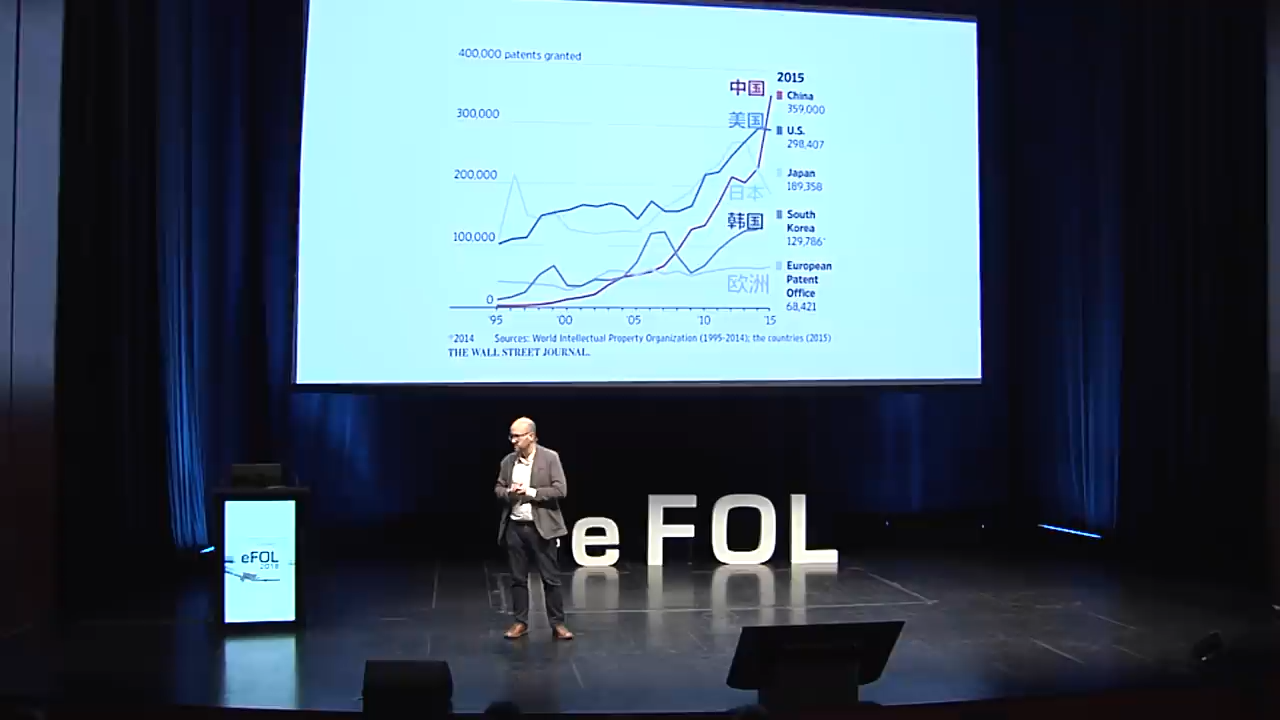 400,000 patents granted
300,000
200,000
100,000
0
'95
'00
'05
'10
'15
中国
美国
日本
韩国
欧洲
2015
China
359,000
U.S.
298,407
Japan
189,358
South
Korea
129,786*
European
Patent
Office
68,421
*2014 Sources: World Intellectual Property Organization (1995-2014); the countries (2015)
THE WALL STREET JOURNAL.
eFOL
eFOL
2018